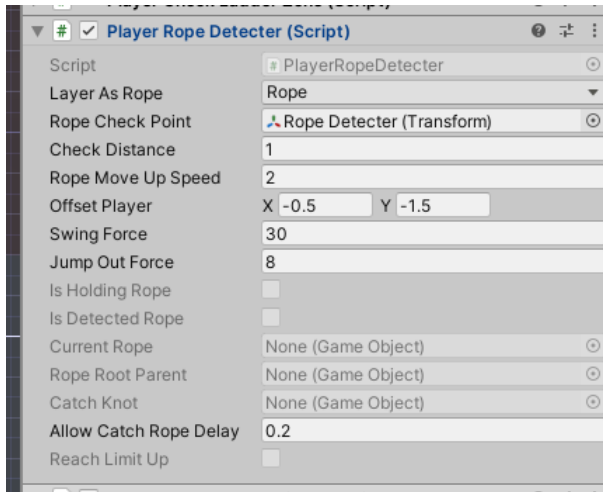 Player Rope Detecter (Script)
Script PlayerRopeDetecter
Layer As Rope Rope
Rope Check Point Rope Detecter (Transform)
Check Distance 1
Rope Move Up Speed 2
Offset Player X -0.5 Y -1.5
Swing Force 30
Jump Out Force 8
Is Holding Rope
Is Detected Rope
Current Rope None (Game Object)
Rope Root Parent None (Game Object)
Catch Knot None (Game Object)
Allow Catch Rope Delay 0.2
Reach Limit Up